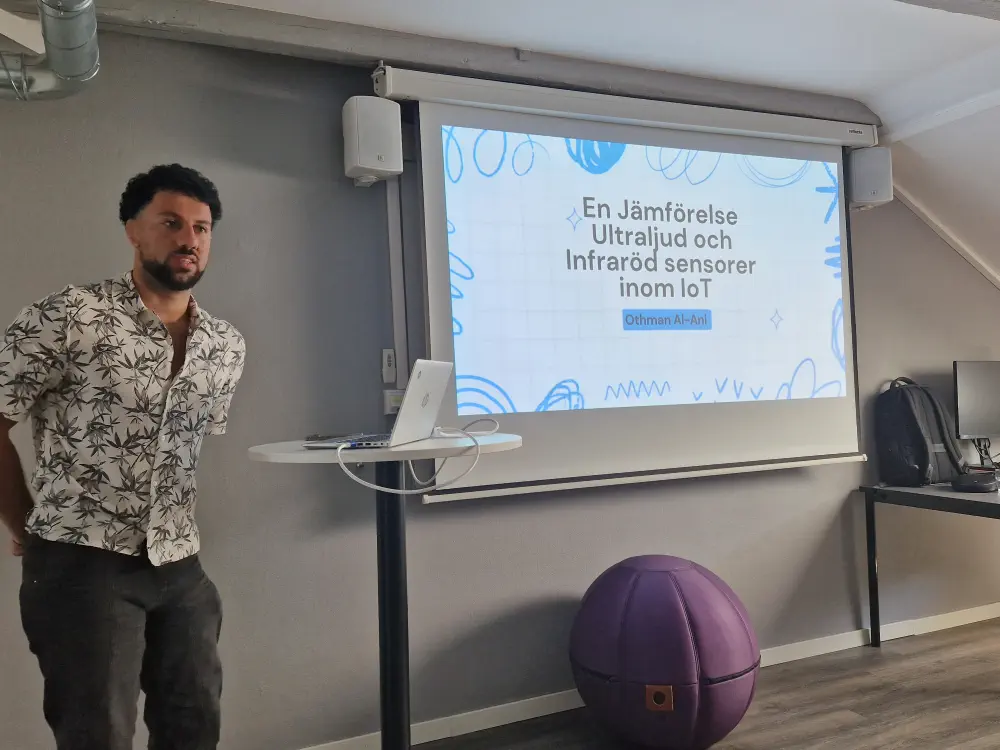 En Jämförelse
Ultraljud och
Infraröd sensorer
inom IoT
Othman Al-Ani